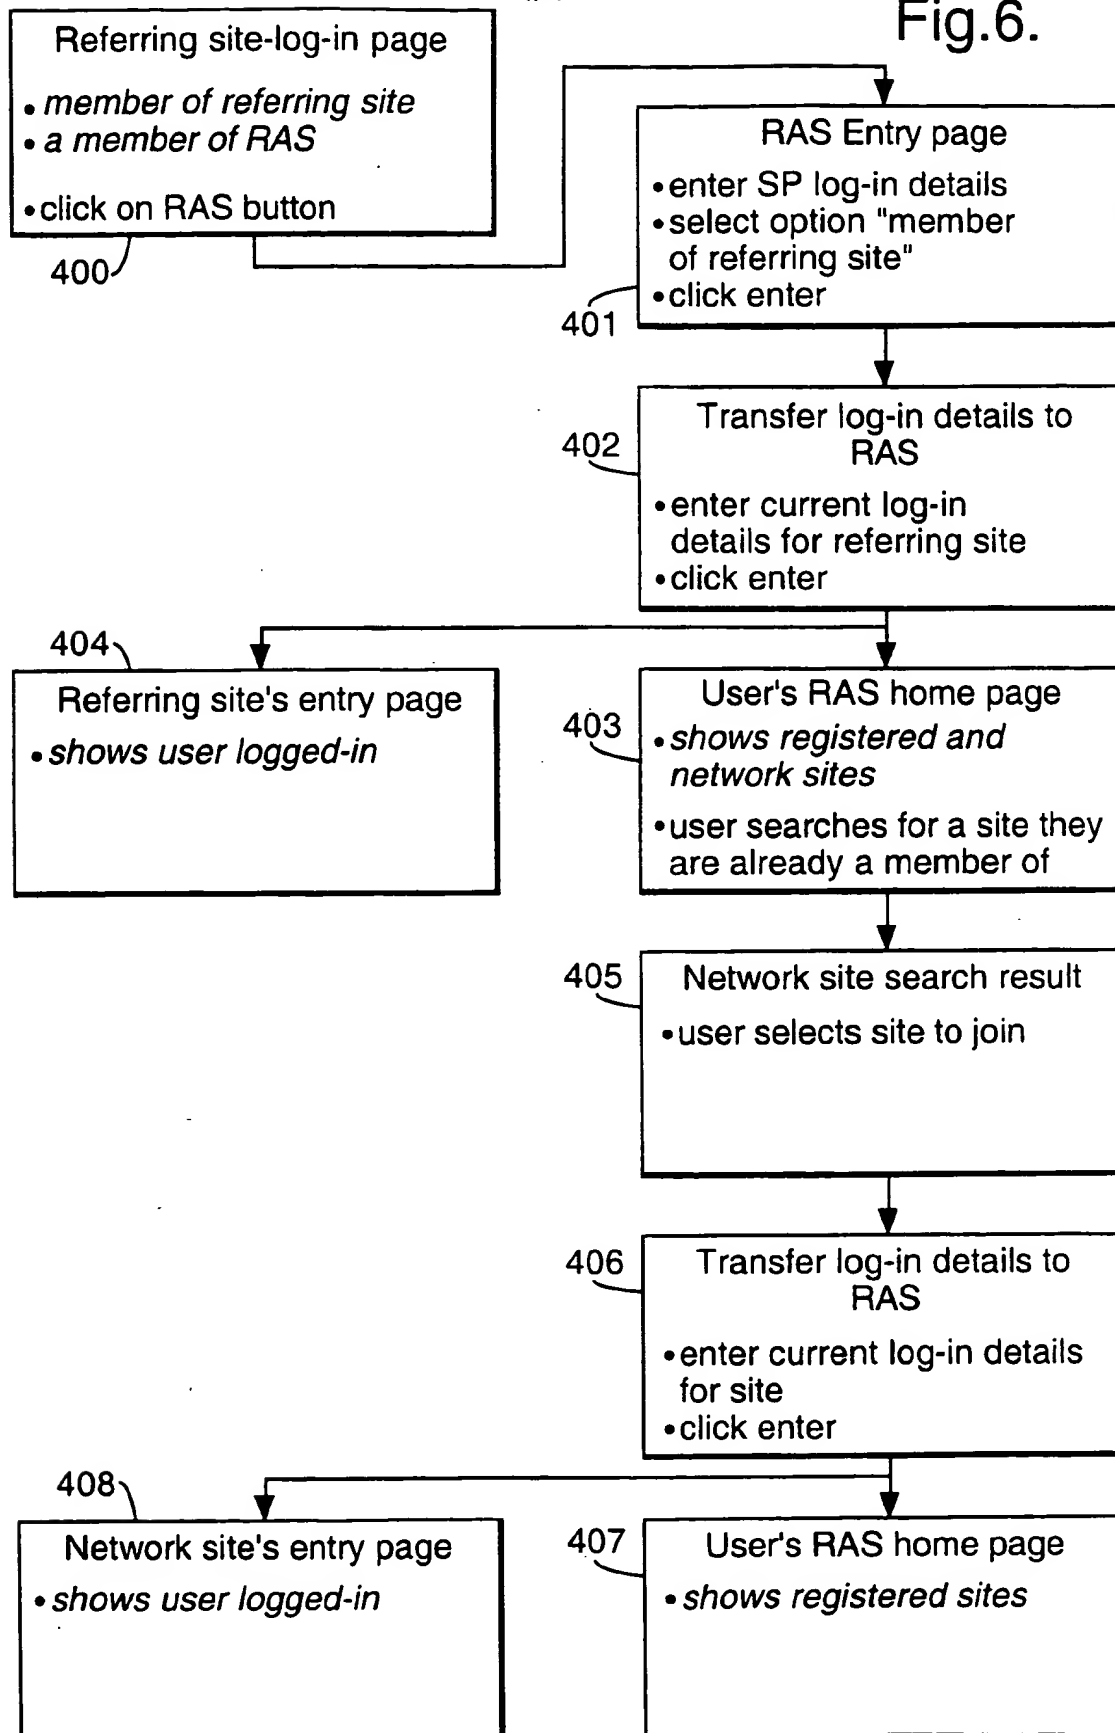 Fig.6.
Referring site-log-in page
• member of referring site
• a member of RAS
• click on RAS button
400
RAS Entry page
• enter SP log-in details
• select option "member
of referring site"
• click enter
401
Transfer log-in details to
RAS
• enter current log-in
details for referring site
• click enter
402
404
Referring site's entry page
• shows user logged-in
User's RAS home page
• shows registered and
network sites
• user searches for a site they
are already a member of
403
405
Network site search result
• user selects site to join
406
Transfer log-in details to
RAS
• enter current log-in details
for site
• click enter
408
Network site's entry page
• shows user logged-in
407
User's RAS home page
• shows registered sites